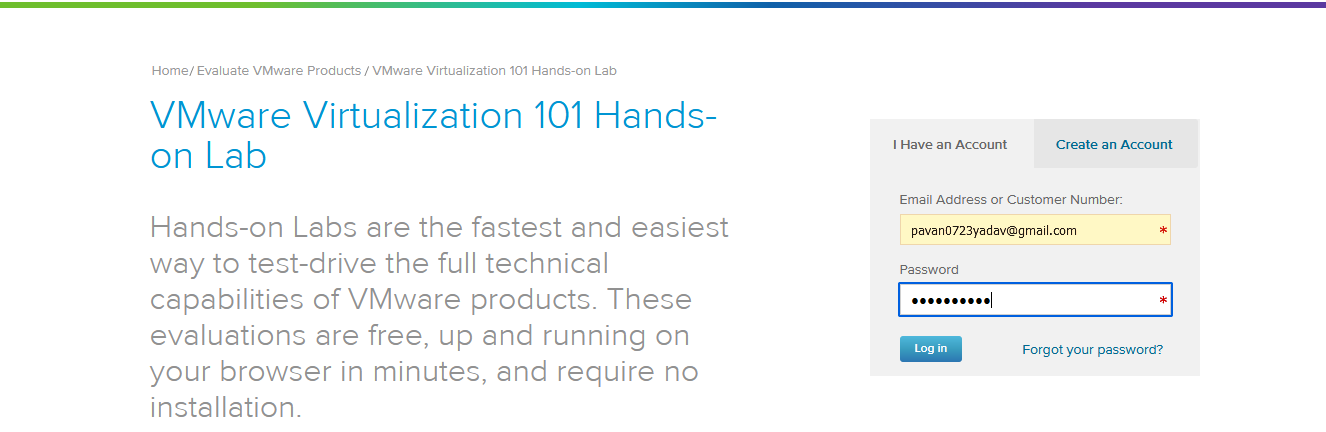 Home/ Evaluate VMware Products / VMware Virtualization 101 Hands-on Lab
VMware Virtualization 101 Hands-
on Lab
Hands-on Labs are the fastest and easiest
way to test-drive the full technical
capabilities of VMware products. These
evaluations are free, up and running on
your browser in minutes, and require no
installation.
I Have an Account
Create an Account
Email Address or Customer Number:
pavan0723yadav@gmail.com *
Password
●●●●●●●●●● *
Log in
Forgot your password?